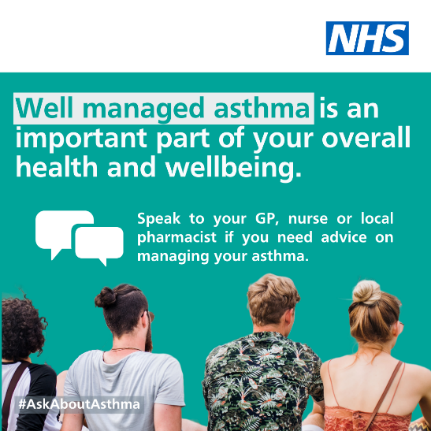 NHS
Well managed asthma is an
important part of your overall
health and wellbeing.
Speak to your GP, nurse or local
pharmacist if you need advice on
managing your asthma.
#AskAboutAsthma